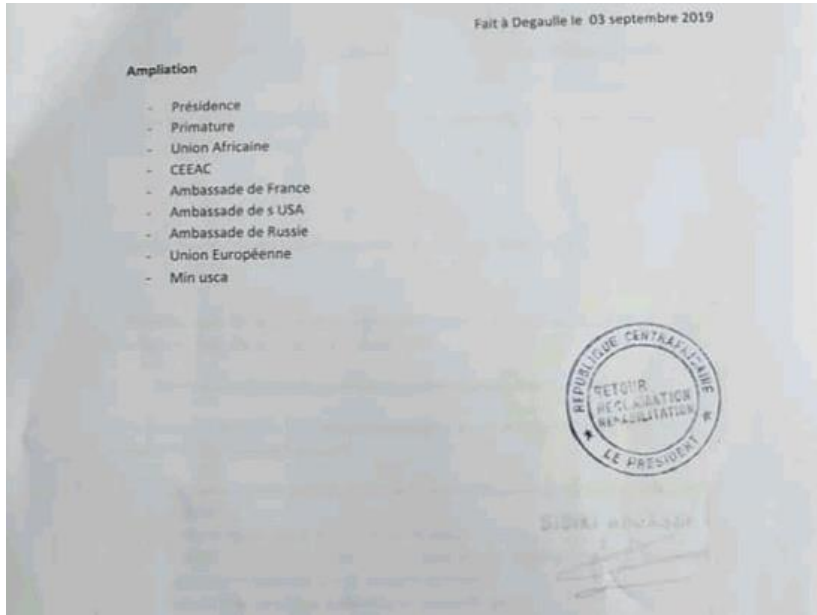 Fait à Degaulle le 03 septembre 2019
Ampliation
- Présidence
- Primature
- Union Africaine
- CEEAC
- Ambassade de France
- Ambassade de s USA
- Ambassade de Russie
- Union Européenne
- Min usca
REPUBLIQUE CENTRAFRICAINE
RETOUR
RECLAMATION
REHABILITATION
* LE PRESIDENT *
SIDIKI